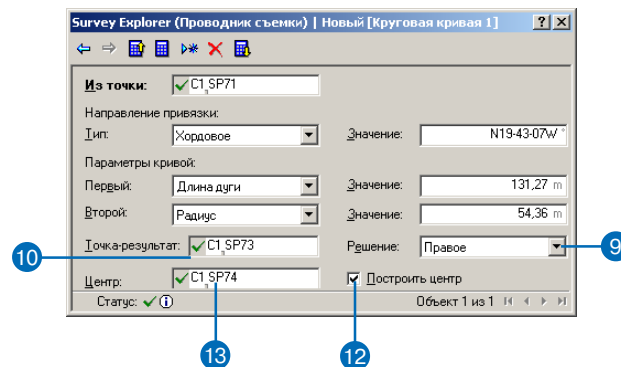 Survey Explorer (Проводник съемки) | Новый [Круговая кривая 1]
Из точки: C1_SP71
Направление привязки:
Тип: Хордовое Значение: N19-43-07W °
Параметры кривой:
Первый: Длина дуги Значение: 131,27 m
Второй: Радиус Значение: 54,36 m
Точка-результат: C1_SP73 Решение: Правое 9
10
Центр: C1_SP74 Построить центр
Статус: Объект 1 из 1
13 12